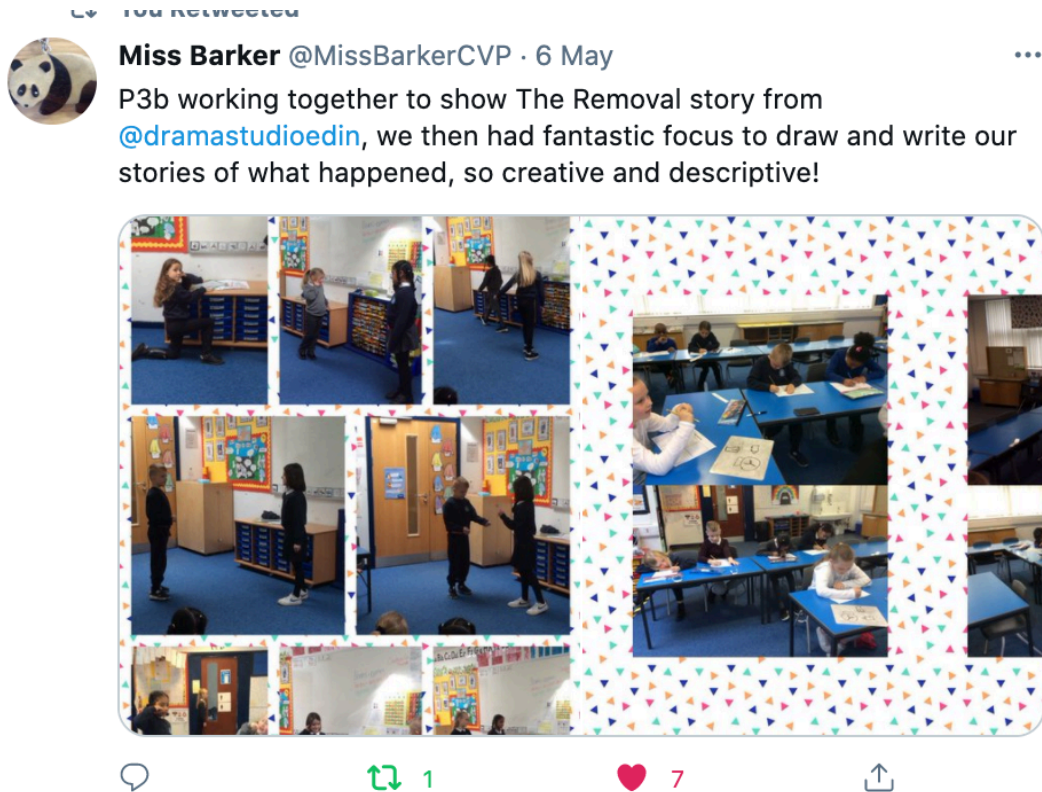 You Retweeted
Miss Barker @MissBarkerCVP · 6 May
P3b working together to show The Removal story from
@dramastudioedin, we then had fantastic focus to draw and write our
stories of what happened, so creative and descriptive!
1
7